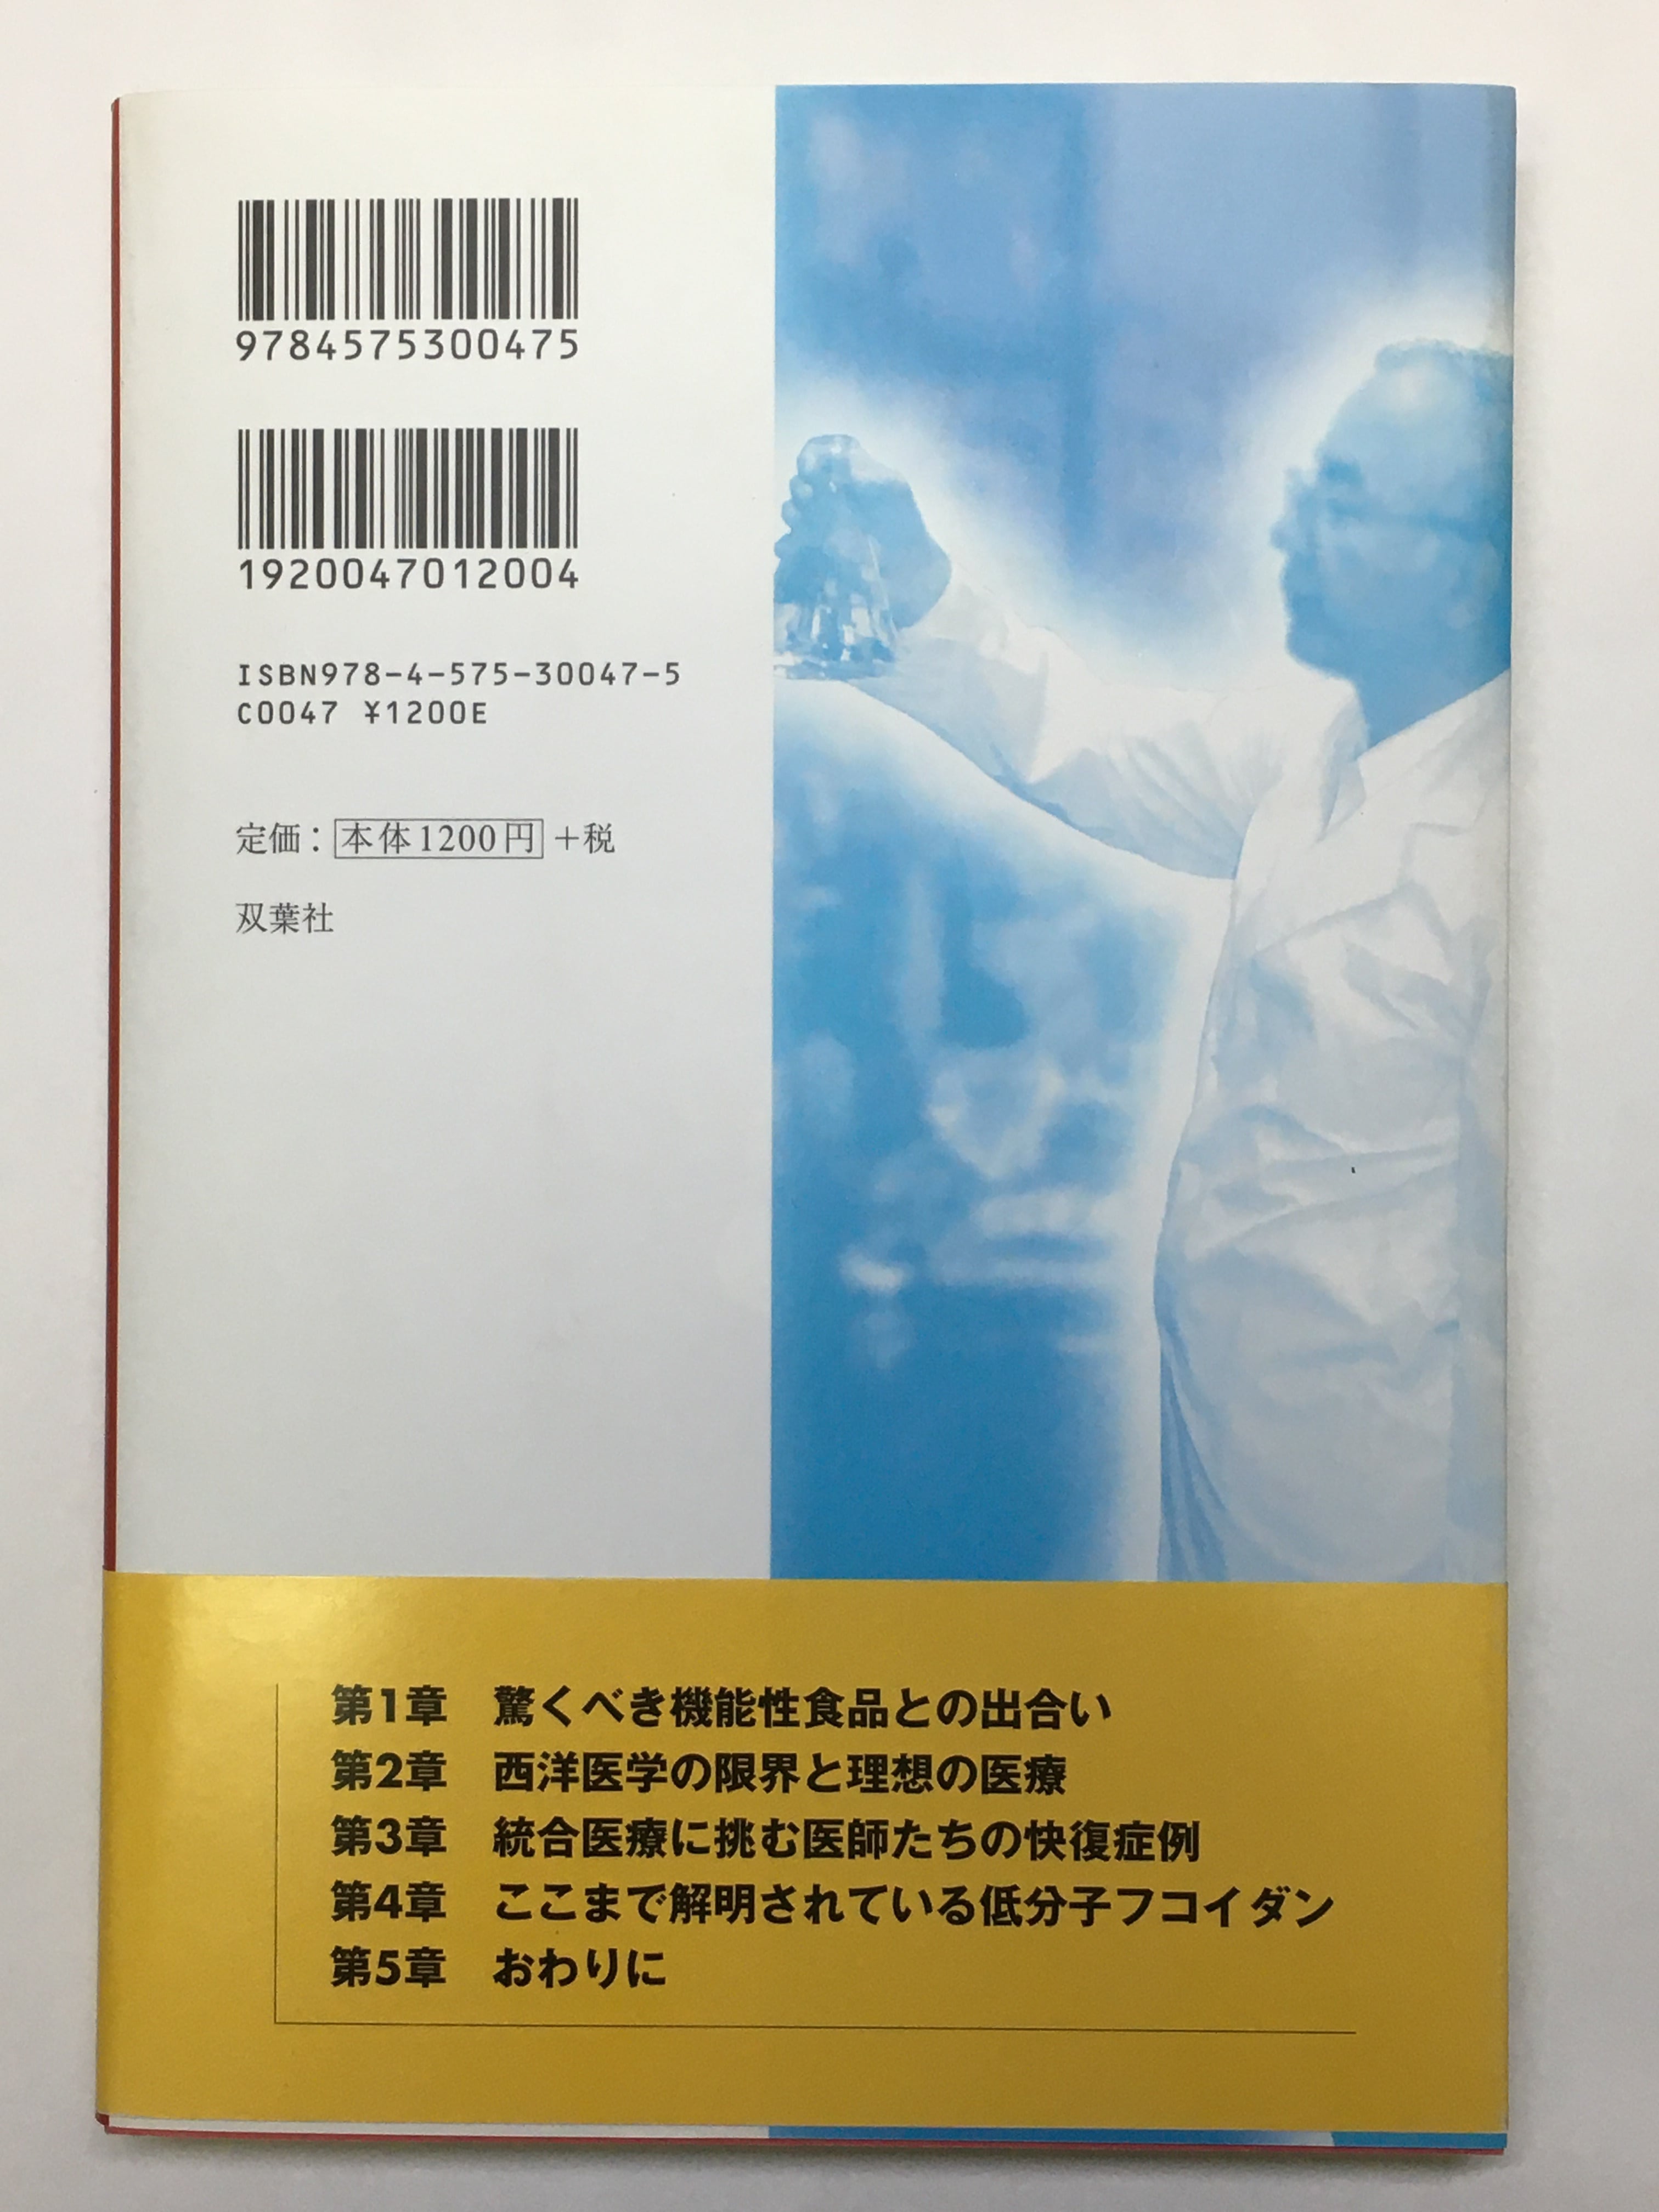 9784575300475
1920047012004
ISBN978-4-575-30047-5
C0047 ¥1200E
定価：本体1200円+税
双葉社
第1章 驚くべき機能性食品との出合い
第2章 西洋医学の限界と理想の医療
第3章 統合医療に挑む医師たちの快復症例
第4章 ここまで解明されている低分子フコイダン
第5章 おわりに